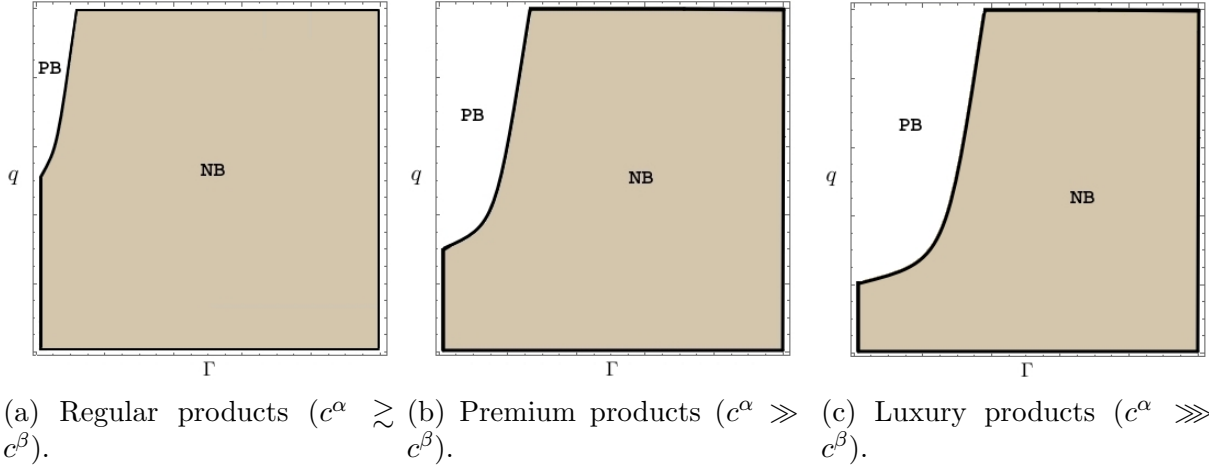 PB
NB
q
Γ
PB
NB
q
Γ
PB
NB
q
Γ
(a) Regular products (c^α ≳
c^β).
(b) Premium products (c^α ≫
c^β).
(c) Luxury products (c^α ⋙
c^β).